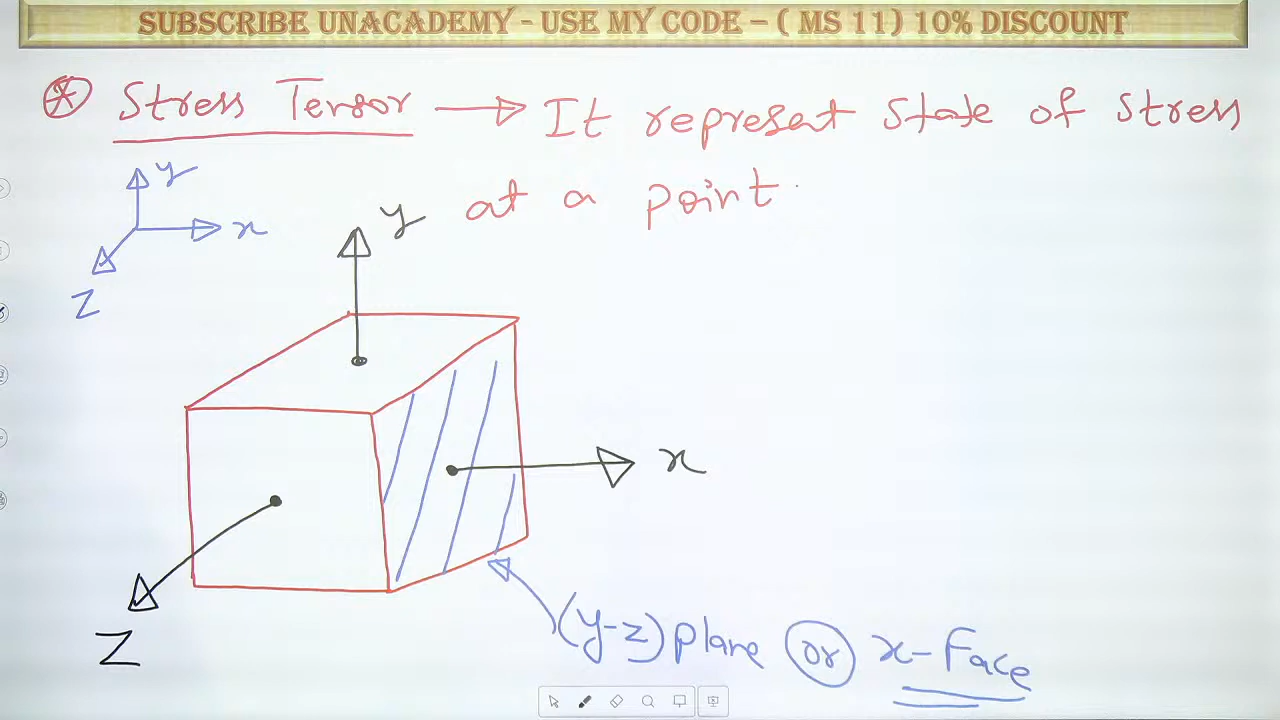 SUBSCRIBE UNACADEMY - USE MY CODE – ( MS 11) 10% DISCOUNT
Stress Tensor → It represent State of Stress
at a point.
y
x
Z
y
x
Z
(y-z) plane or x-Face